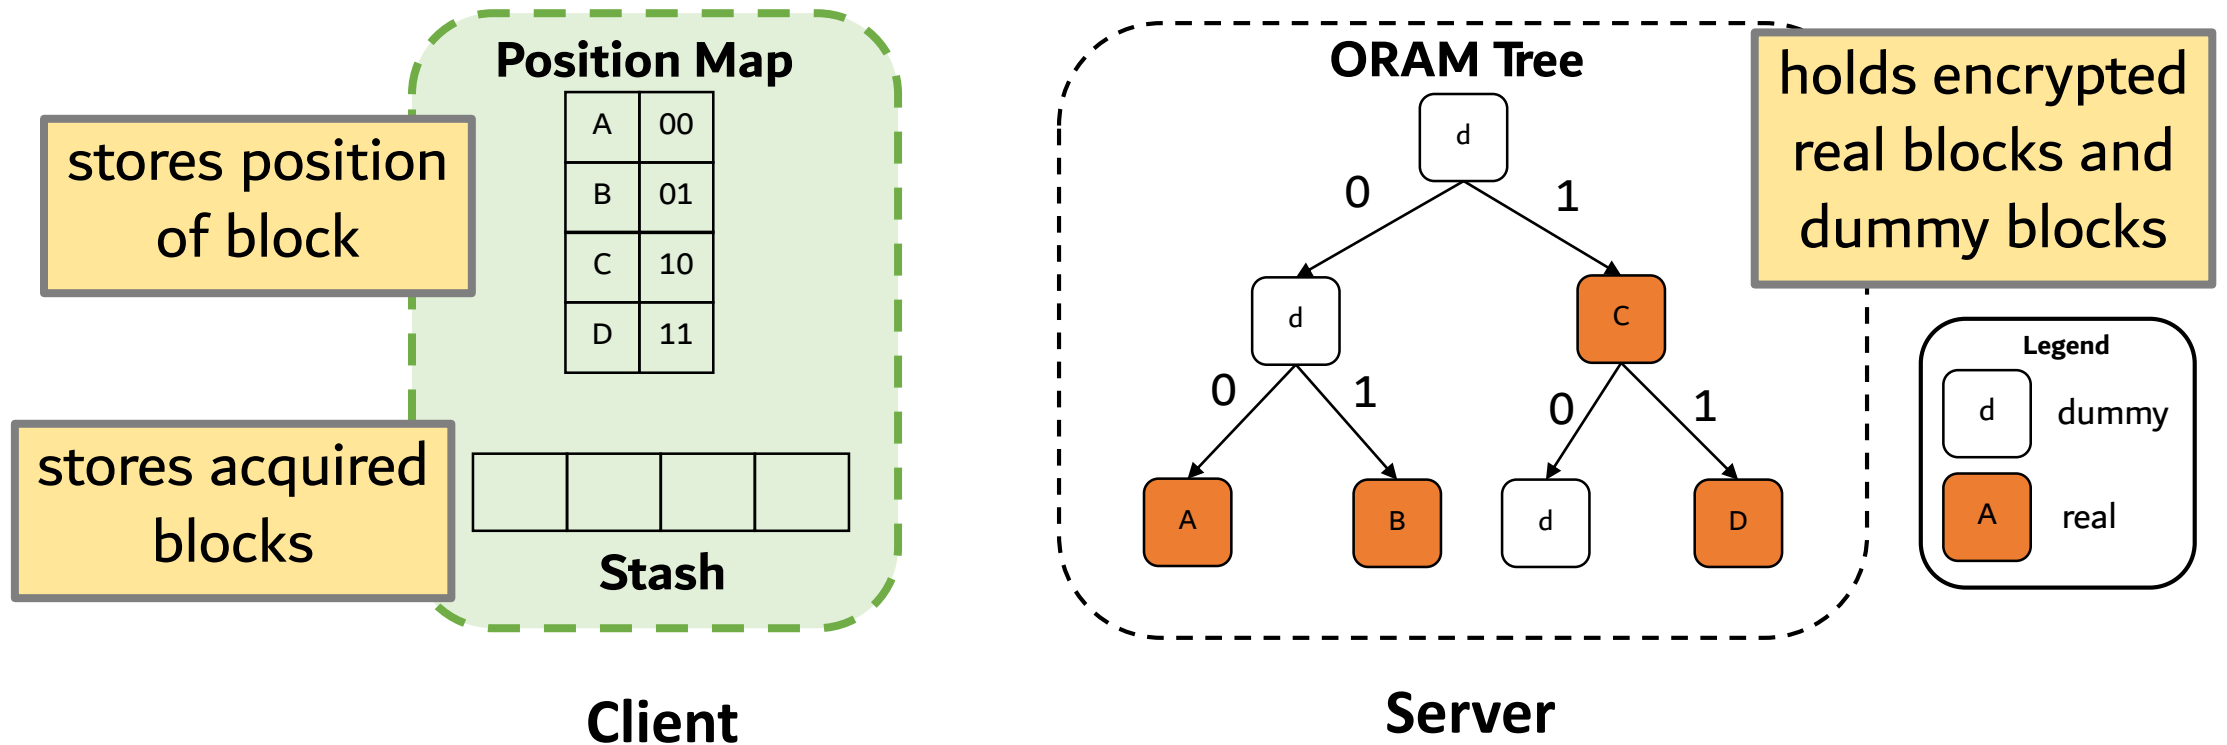 Position Map
A 00
B 01
C 10
D 11
stores position
of block
stores acquired
blocks
Stash
Client
ORAM Tree
holds encrypted
real blocks and
dummy blocks
d
0 1
d C
0 1 0 1
A B d D
Server
Legend
d dummy
A real